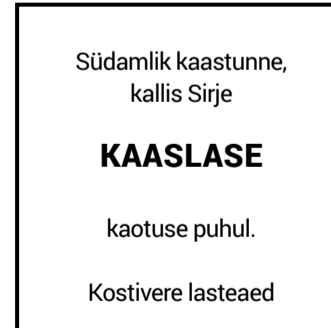 Südamlik kaastunne,
kallis Sirje
KAASLASE
kaotuse puhul.
Kostivere lasteaed